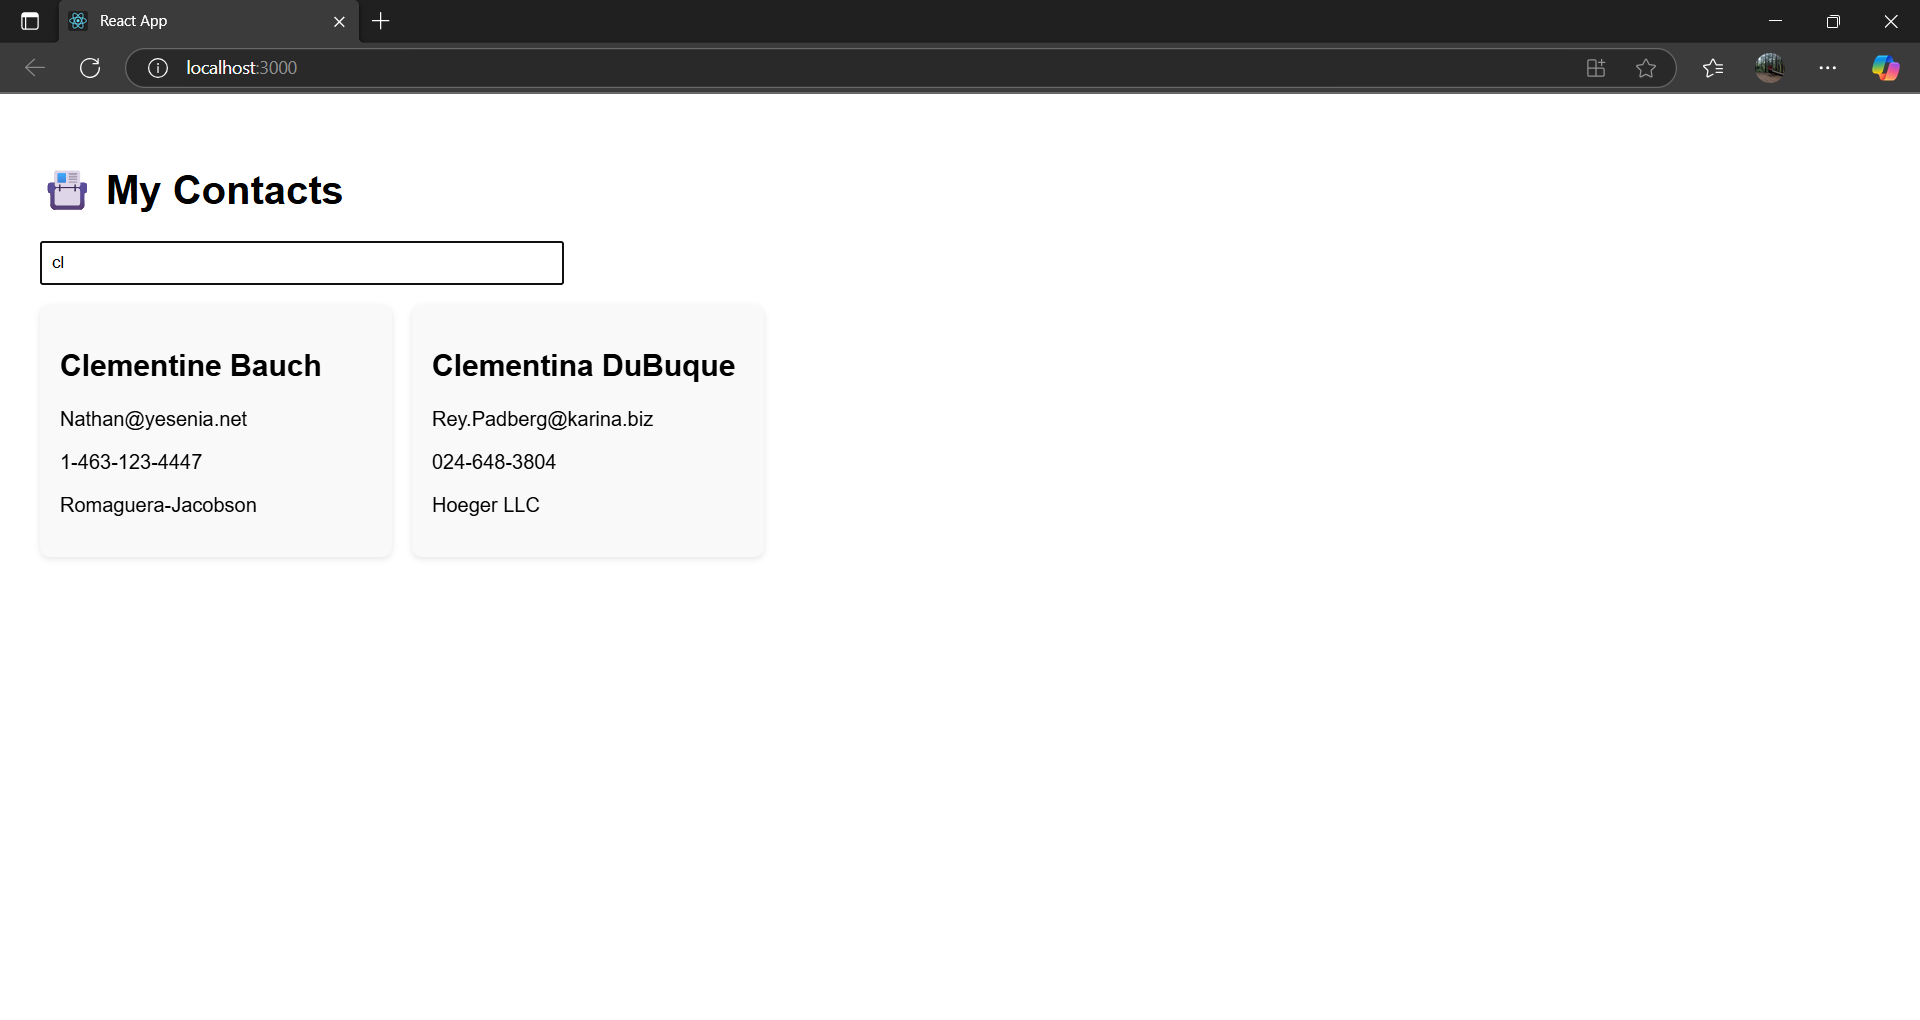 React App
localhost:3000
My Contacts
cl
Clementine Bauch
Nathan@yesenia.net
1-463-123-4447
Romaguera-Jacobson
Clementina DuBuque
Rey.Padberg@karina.biz
024-648-3804
Hoeger LLC